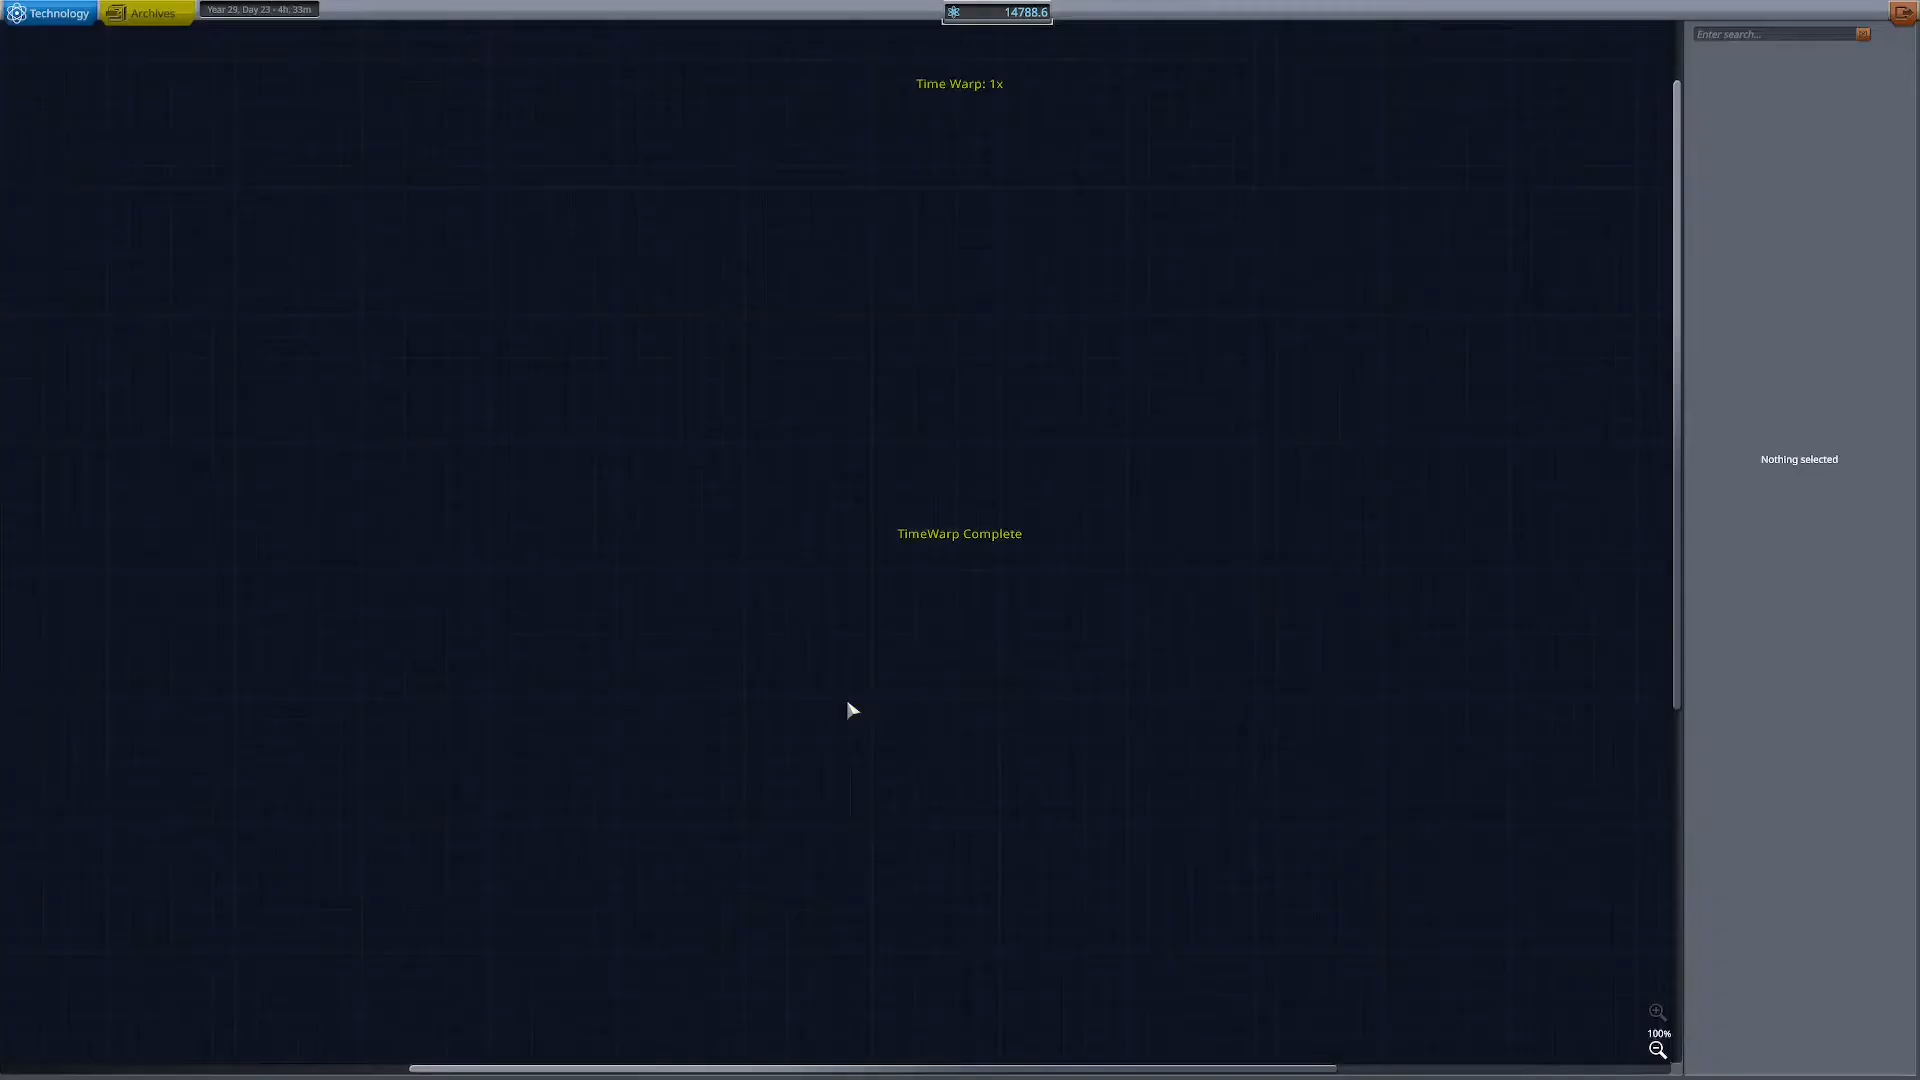 Technology
Archives
Year 29, Day 23 - 4h, 33m
14788.6
Enter search...
Time Warp: 1x
Nothing selected
TimeWarp Complete
100%